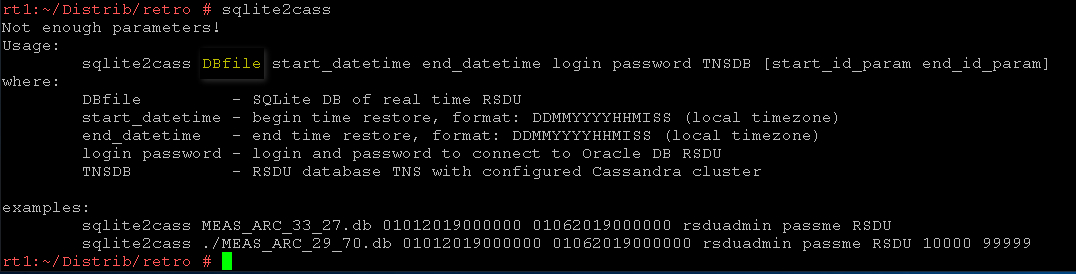 rt1:~/Distrib/retro # sqlite2cass
Not enough parameters!
Usage:
        sqlite2cass DBfile start_datetime end_datetime login password TNSDB [start_id_param end_id_param]
where:
        DBfile         - SQLite DB of real time RSDU
        start_datetime - begin time restore, format: DDMMYYYYHHMISS (local timezone)
        end_datetime   - end time restore, format: DDMMYYYYHHMISS (local timezone)
        login password - login and password to connect to Oracle DB RSDU
        TNSDB          - RSDU database TNS with configured Cassandra cluster

examples:
        sqlite2cass MEAS_ARC_33_27.db 01012019000000 01062019000000 rsduadmin passme RSDU
        sqlite2cass ./MEAS_ARC_29_70.db 01012019000000 01062019000000 rsduadmin passme RSDU 10000 99999
rt1:~/Distrib/retro #